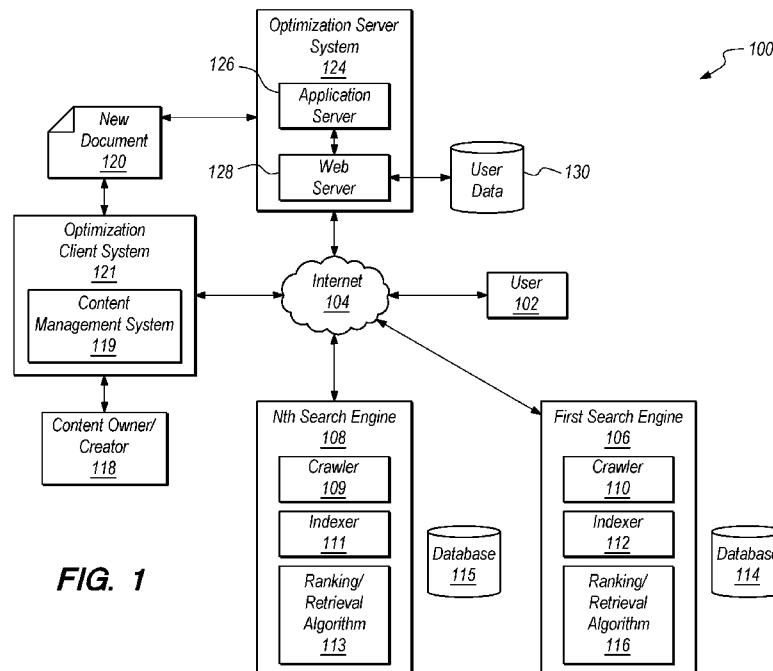 Optimization Server
System
124
126
Application
Server
128
Web
Server
100
New
Document
120
User
Data
130
Optimization
Client System
121
Content
Management System
119
Internet
104
User
102
Content Owner/
Creator
118
Nth Search Engine
108
Crawler
109
Indexer
111
Ranking/
Retrieval
Algorithm
113
Database
115
First Search Engine
106
Crawler
110
Indexer
112
Ranking/
Retrieval
Algorithm
116
Database
114
FIG. 1